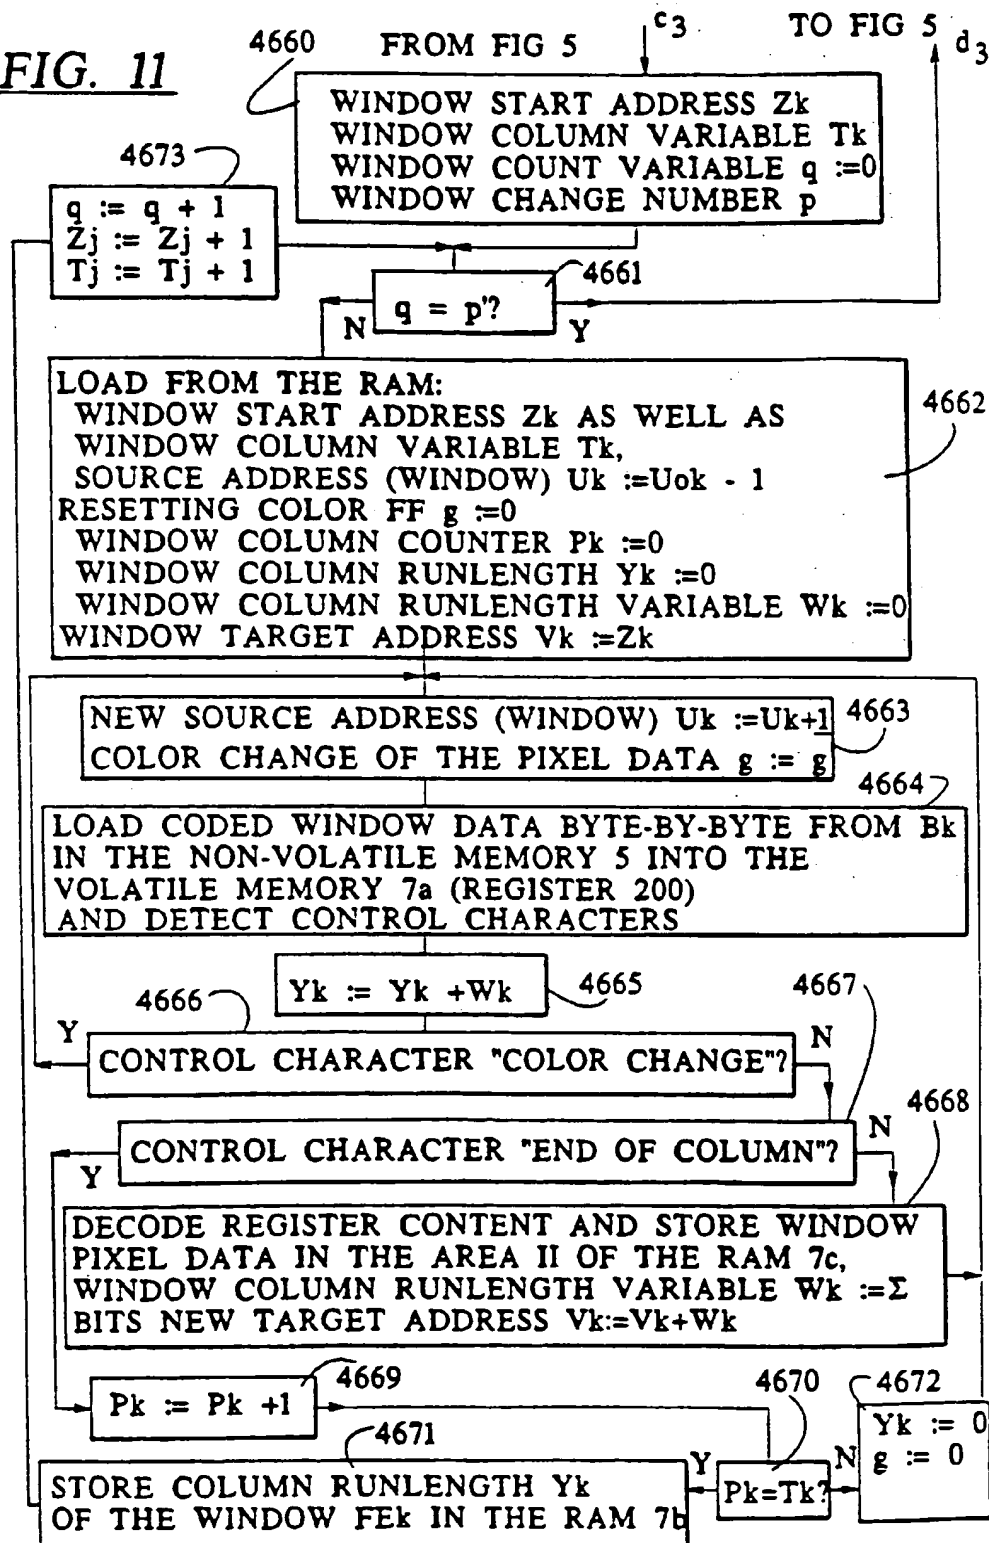 FIG. 11
4660 FROM FIG 5 c3 TO FIG 5 d3
WINDOW START ADDRESS Zk
WINDOW COLUMN VARIABLE Tk
WINDOW COUNT VARIABLE q :=0
WINDOW CHANGE NUMBER p
4673
q := q + 1
Zj := Zj + 1
Tj := Tj + 1
4661
q = p'?
N Y
LOAD FROM THE RAM:
WINDOW START ADDRESS Zk AS WELL AS
WINDOW COLUMN VARIABLE Tk,
SOURCE ADDRESS (WINDOW) Uk :=Uok - 1
RESETTING COLOR FF g :=0
WINDOW COLUMN COUNTER Pk :=0
WINDOW COLUMN RUNLENGTH Yk :=0
WINDOW COLUMN RUNLENGTH VARIABLE Wk :=0
WINDOW TARGET ADDRESS Vk :=Zk
4662
NEW SOURCE ADDRESS (WINDOW) Uk :=Uk+1
COLOR CHANGE OF THE PIXEL DATA g := g̅
4663
4664
LOAD CODED WINDOW DATA BYTE-BY-BYTE FROM Bk
IN THE NON-VOLATILE MEMORY 5 INTO THE
VOLATILE MEMORY 7a (REGISTER 200)
AND DETECT CONTROL CHARACTERS
Yk := Yk +Wk
4665
4666 4667
Y CONTROL CHARACTER "COLOR CHANGE"? N
4668
Y CONTROL CHARACTER "END OF COLUMN"? N
DECODE REGISTER CONTENT AND STORE WINDOW
PIXEL DATA IN THE AREA II OF THE RAM 7c,
WINDOW COLUMN RUNLENGTH VARIABLE Wk :=Σ
BITS NEW TARGET ADDRESS Vk:=Vk+Wk
4669
Pk := Pk +1
4670
4672
Yk := 0
g := 0
4671
Y Pk=Tk? N
STORE COLUMN RUNLENGTH Yk
OF THE WINDOW FEk IN THE RAM 7b